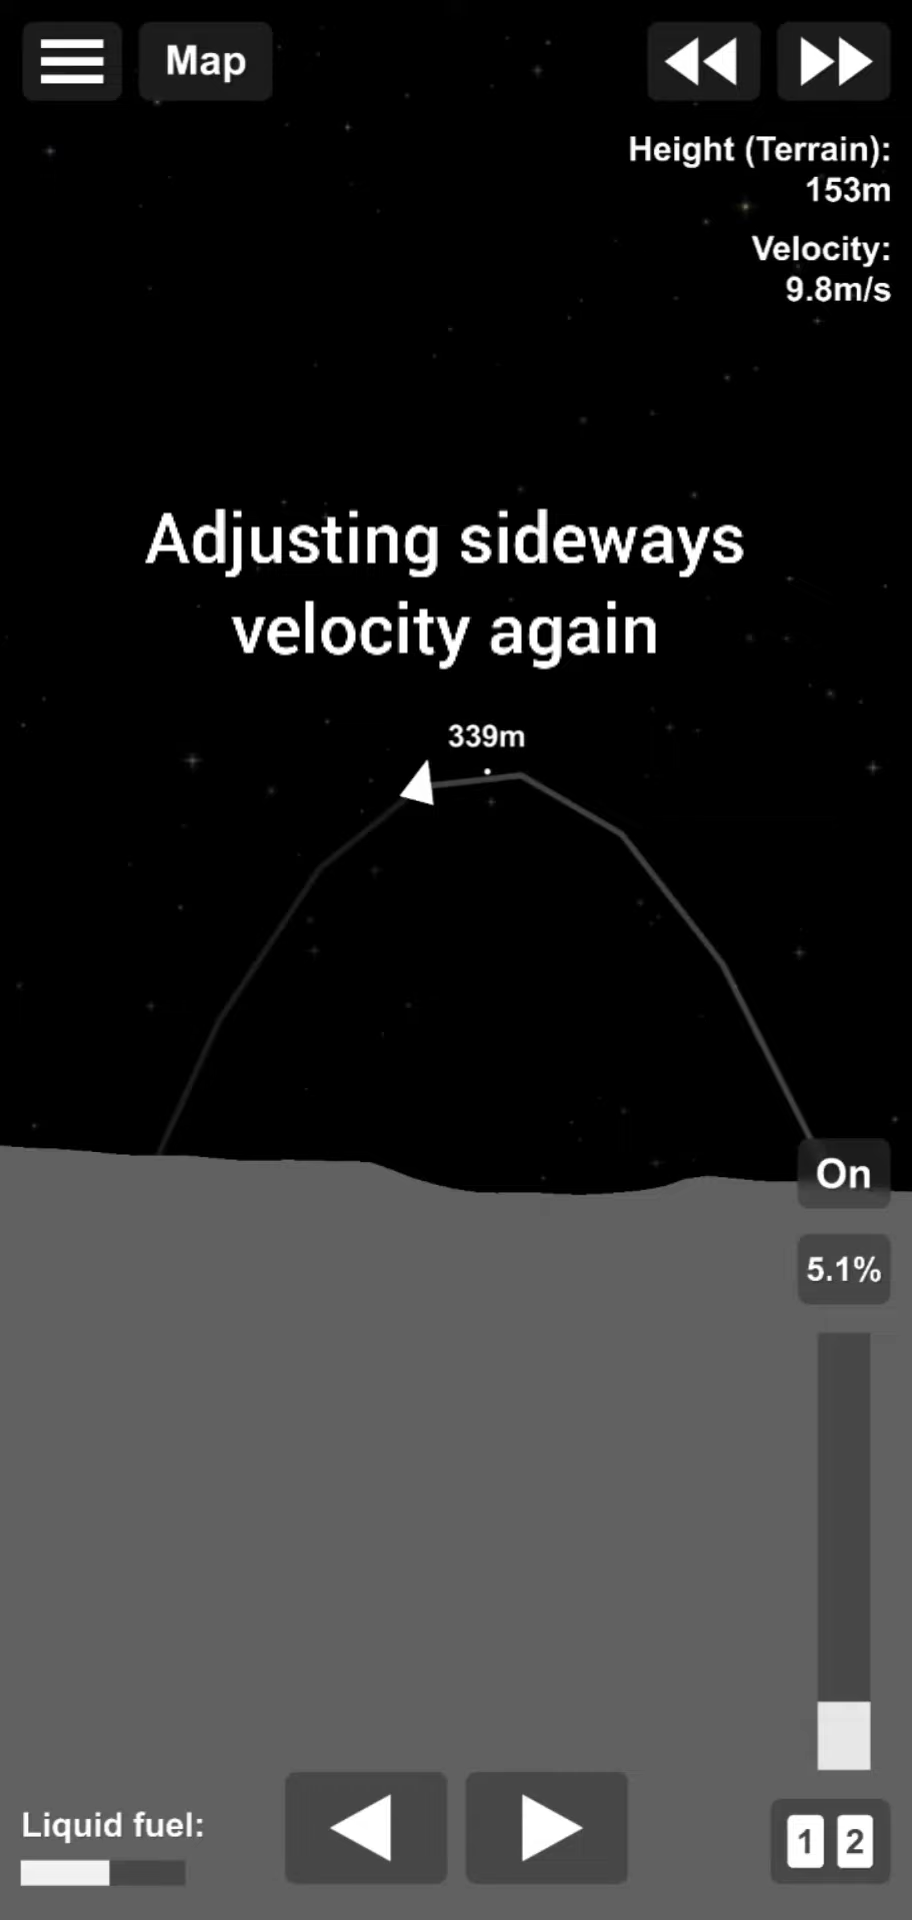 Map
Height (Terrain):
153m
Velocity:
9.8m/s
Adjusting sideways
velocity again
339m
On
5.1%
Liquid fuel:
1 2